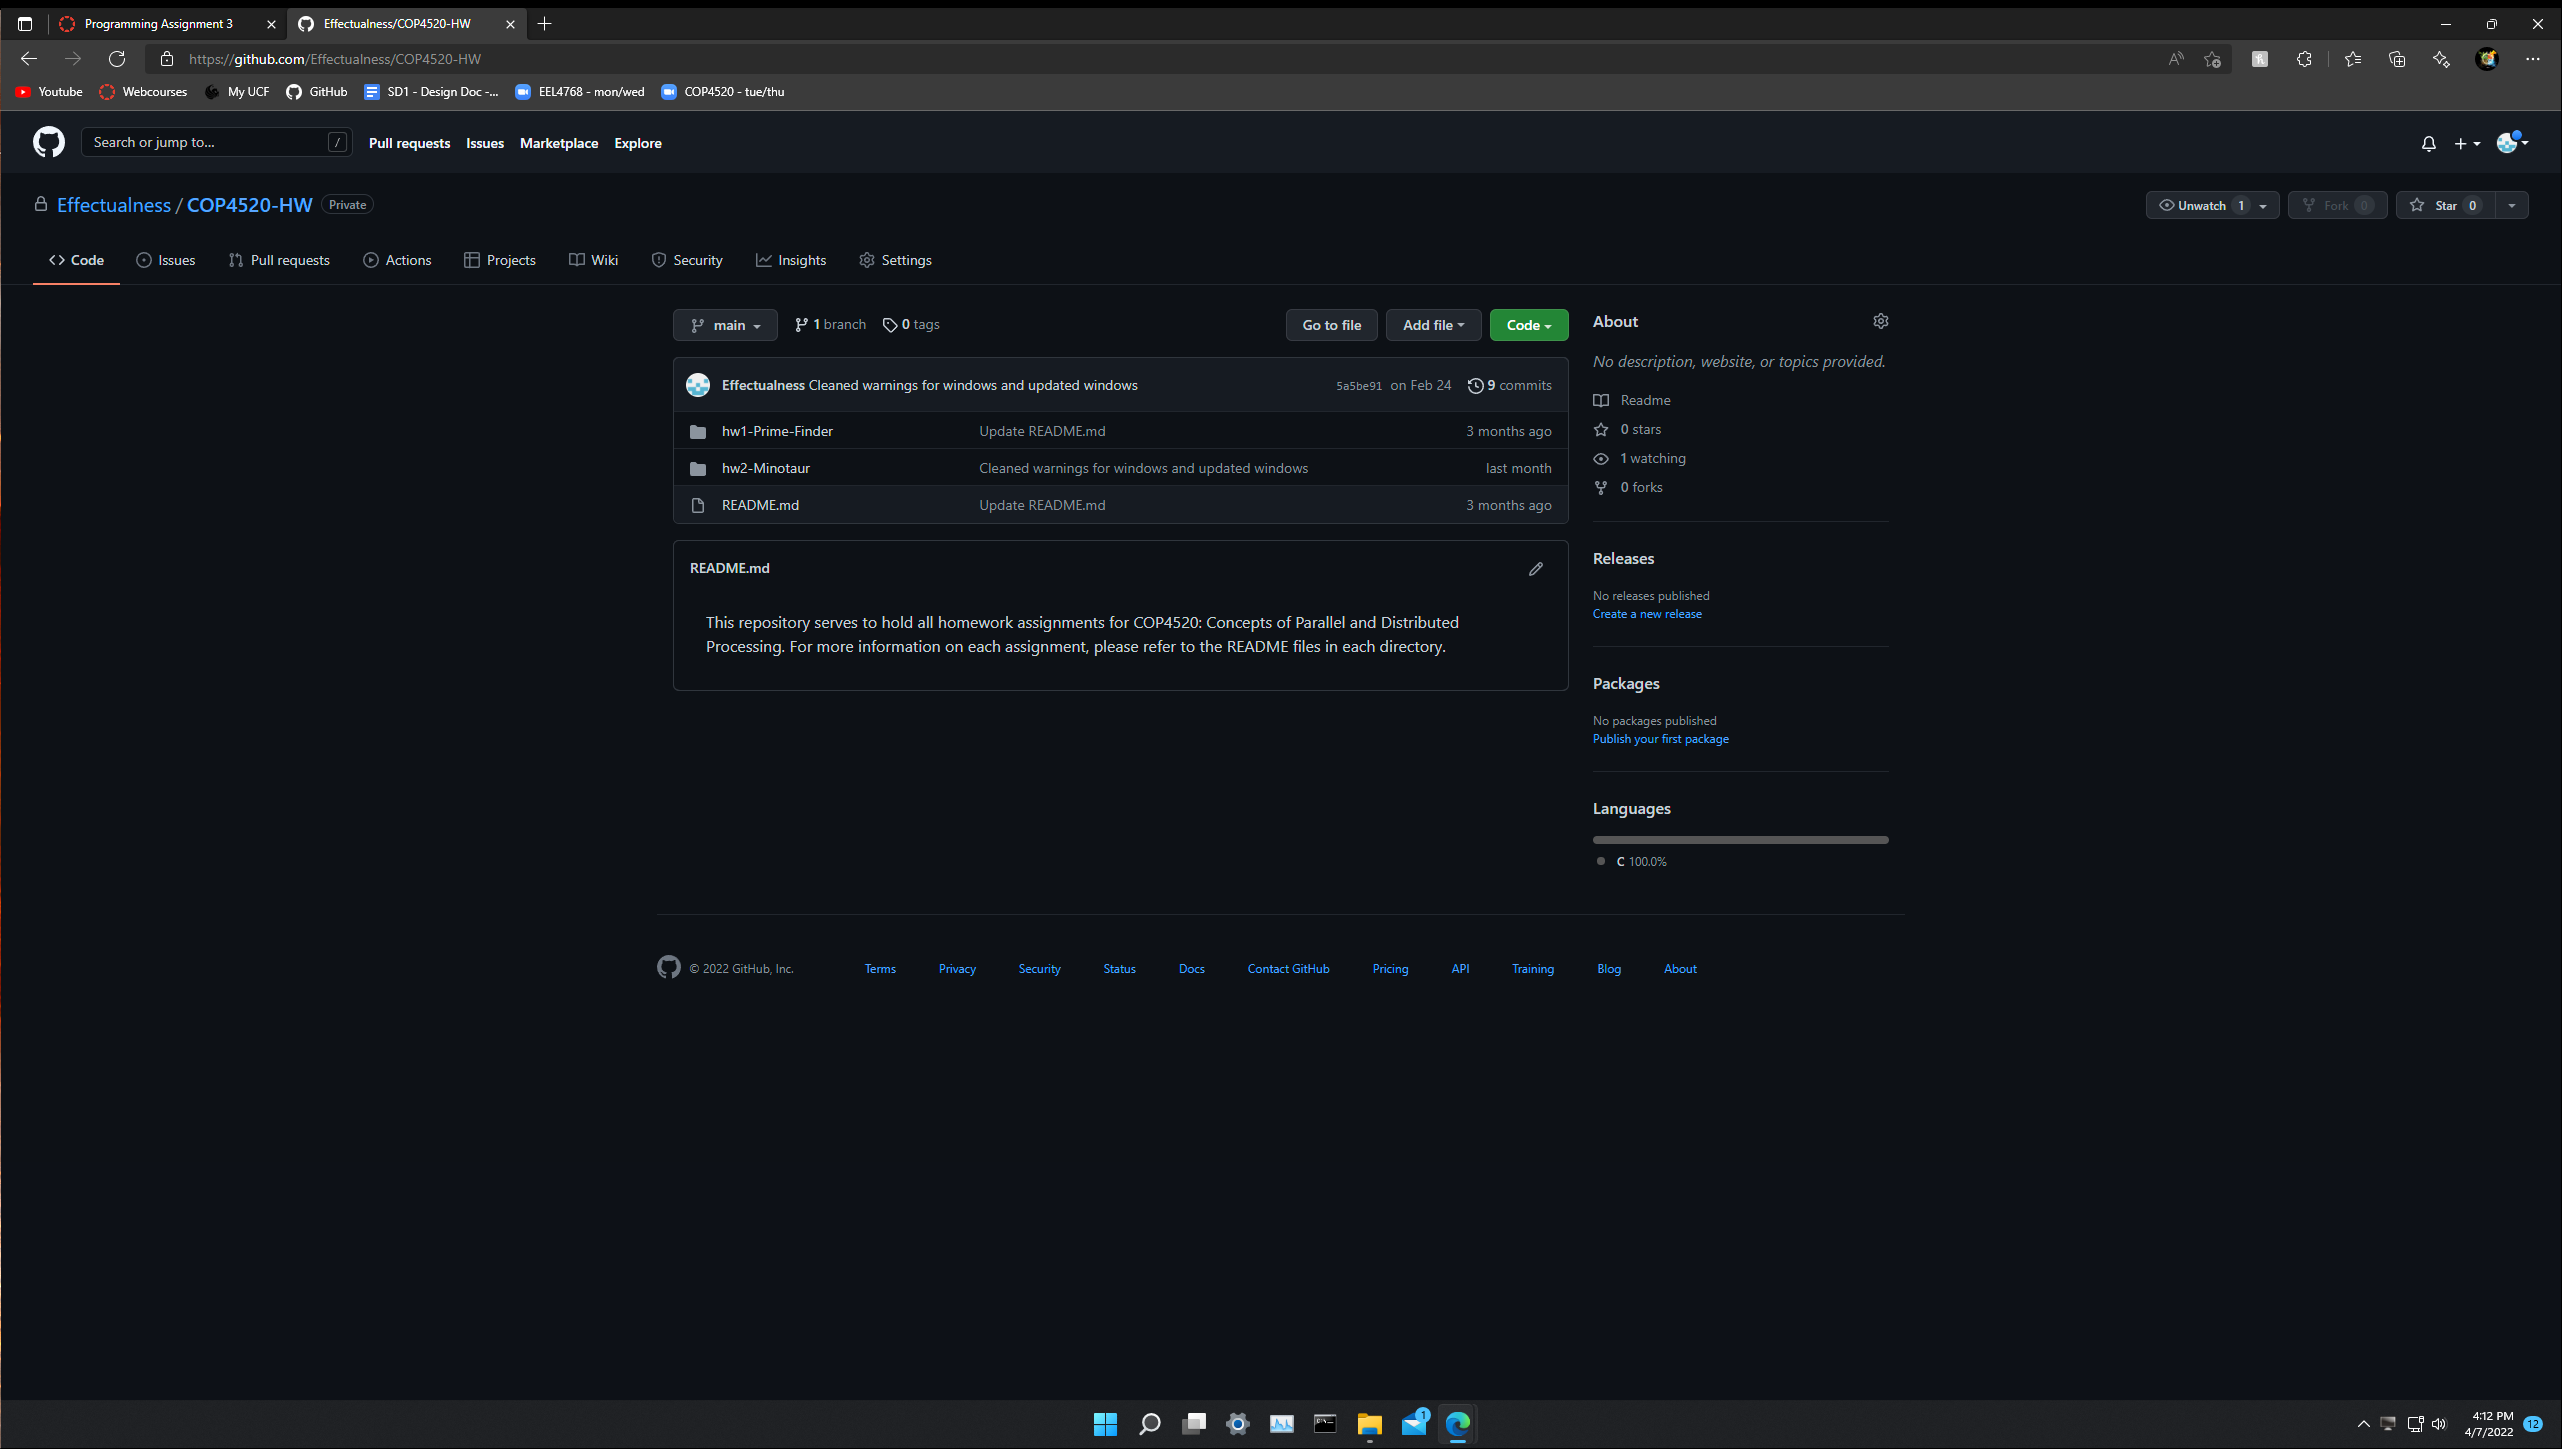 Programming Assignment 3
Effectualness/COP4520-HW
https://github.com/Effectualness/COP4520-HW
Youtube Webcourses My UCF GitHub SD1 - Design Doc -... EEL4768 - mon/wed COP4520 - tue/thu
Search or jump to... / Pull requests Issues Marketplace Explore
Effectualness / COP4520-HW Private
Unwatch 1 Fork 0 Star 0
Code Issues Pull requests Actions Projects Wiki Security Insights Settings
main 1 branch 0 tags Go to file Add file Code
Effectualness Cleaned warnings for windows and updated windows 5a5be91 on Feb 24 9 commits
hw1-Prime-Finder Update README.md 3 months ago
hw2-Minotaur Cleaned warnings for windows and updated windows last month
README.md Update README.md 3 months ago
README.md
This repository serves to hold all homework assignments for COP4520: Concepts of Parallel and Distributed
Processing. For more information on each assignment, please refer to the README files in each directory.
About
No description, website, or topics provided.
Readme
0 stars
1 watching
0 forks
Releases
No releases published
Create a new release
Packages
No packages published
Publish your first package
Languages
C 100.0%
© 2022 GitHub, Inc. Terms Privacy Security Status Docs Contact GitHub Pricing API Training Blog About
1
4:12 PM
4/7/2022
12